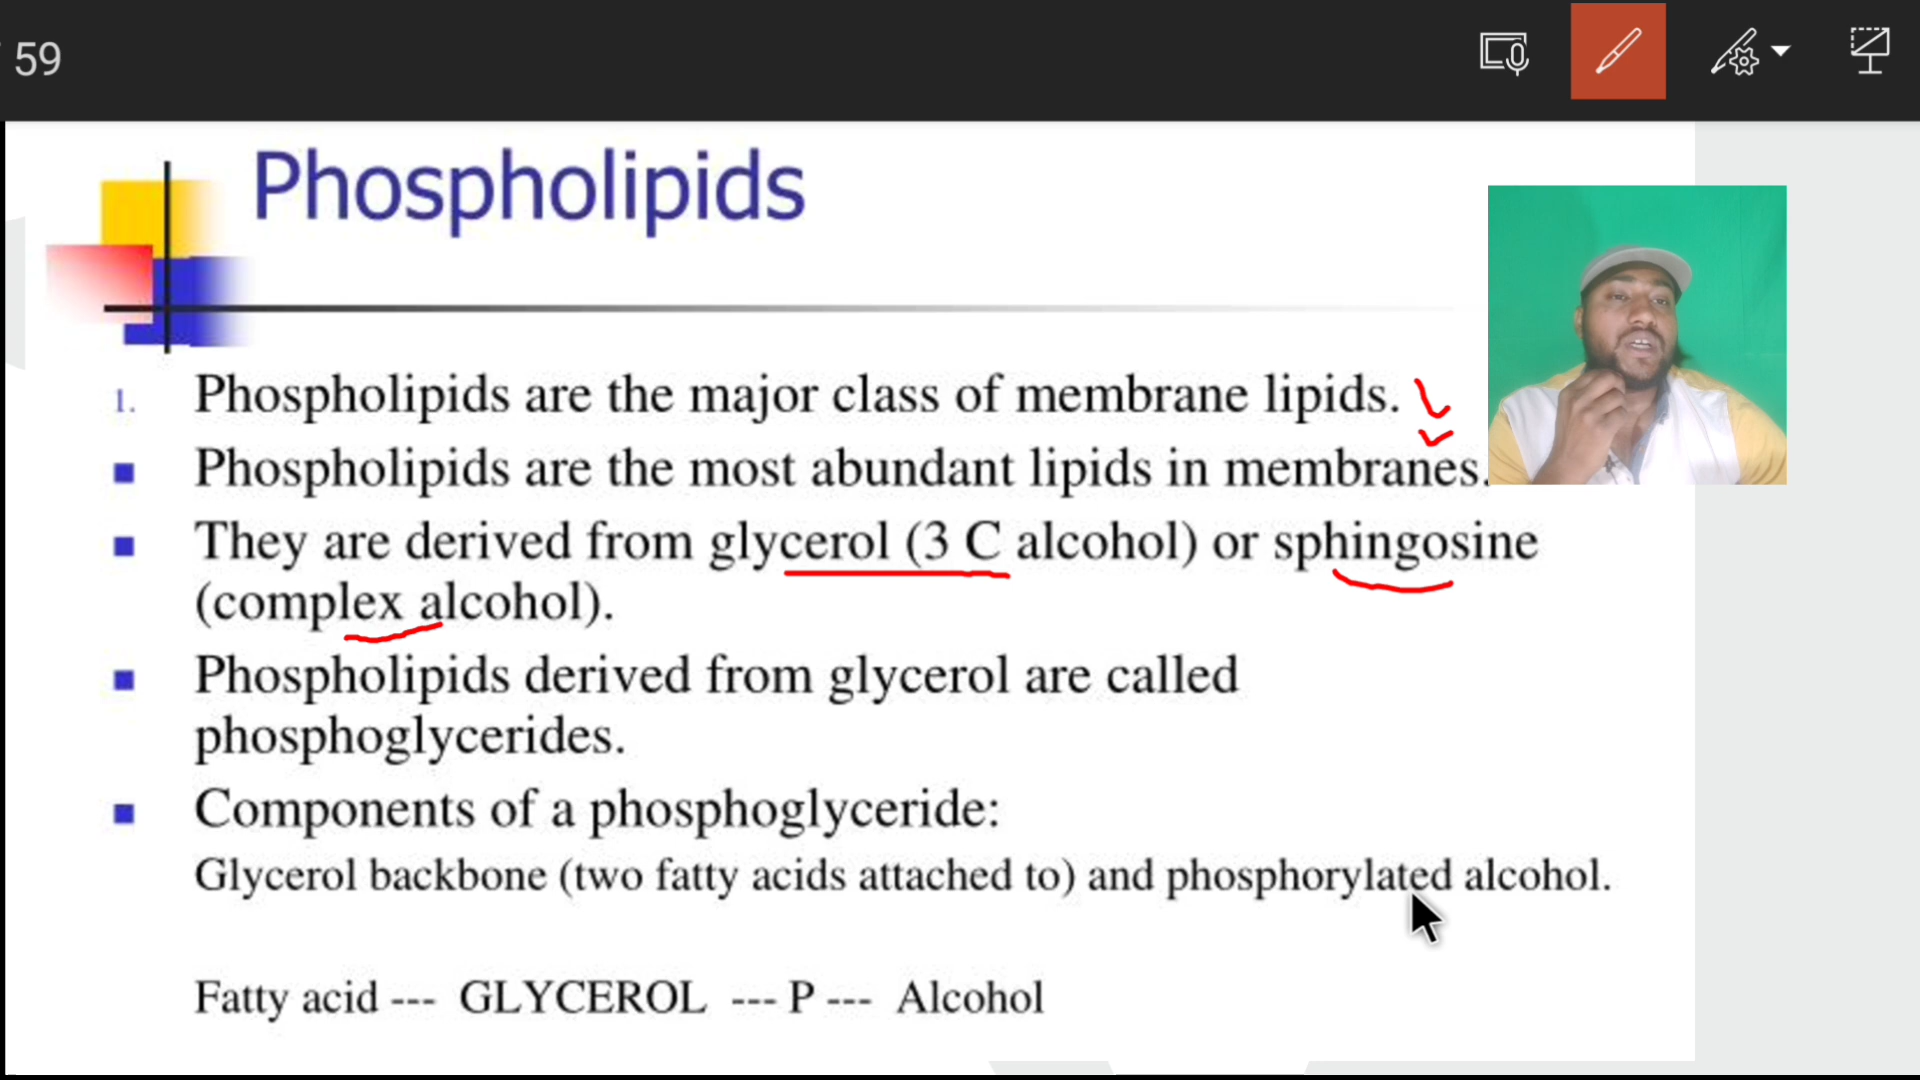 59
Phospholipids
1. Phospholipids are the major class of membrane lipids.
Phospholipids are the most abundant lipids in membranes.
They are derived from glycerol (3 C alcohol) or sphingosine
(complex alcohol).
Phospholipids derived from glycerol are called
phosphoglycerides.
Components of a phosphoglyceride:
Glycerol backbone (two fatty acids attached to) and phosphorylated alcohol.
Fatty acid --- GLYCEROL --- P --- Alcohol